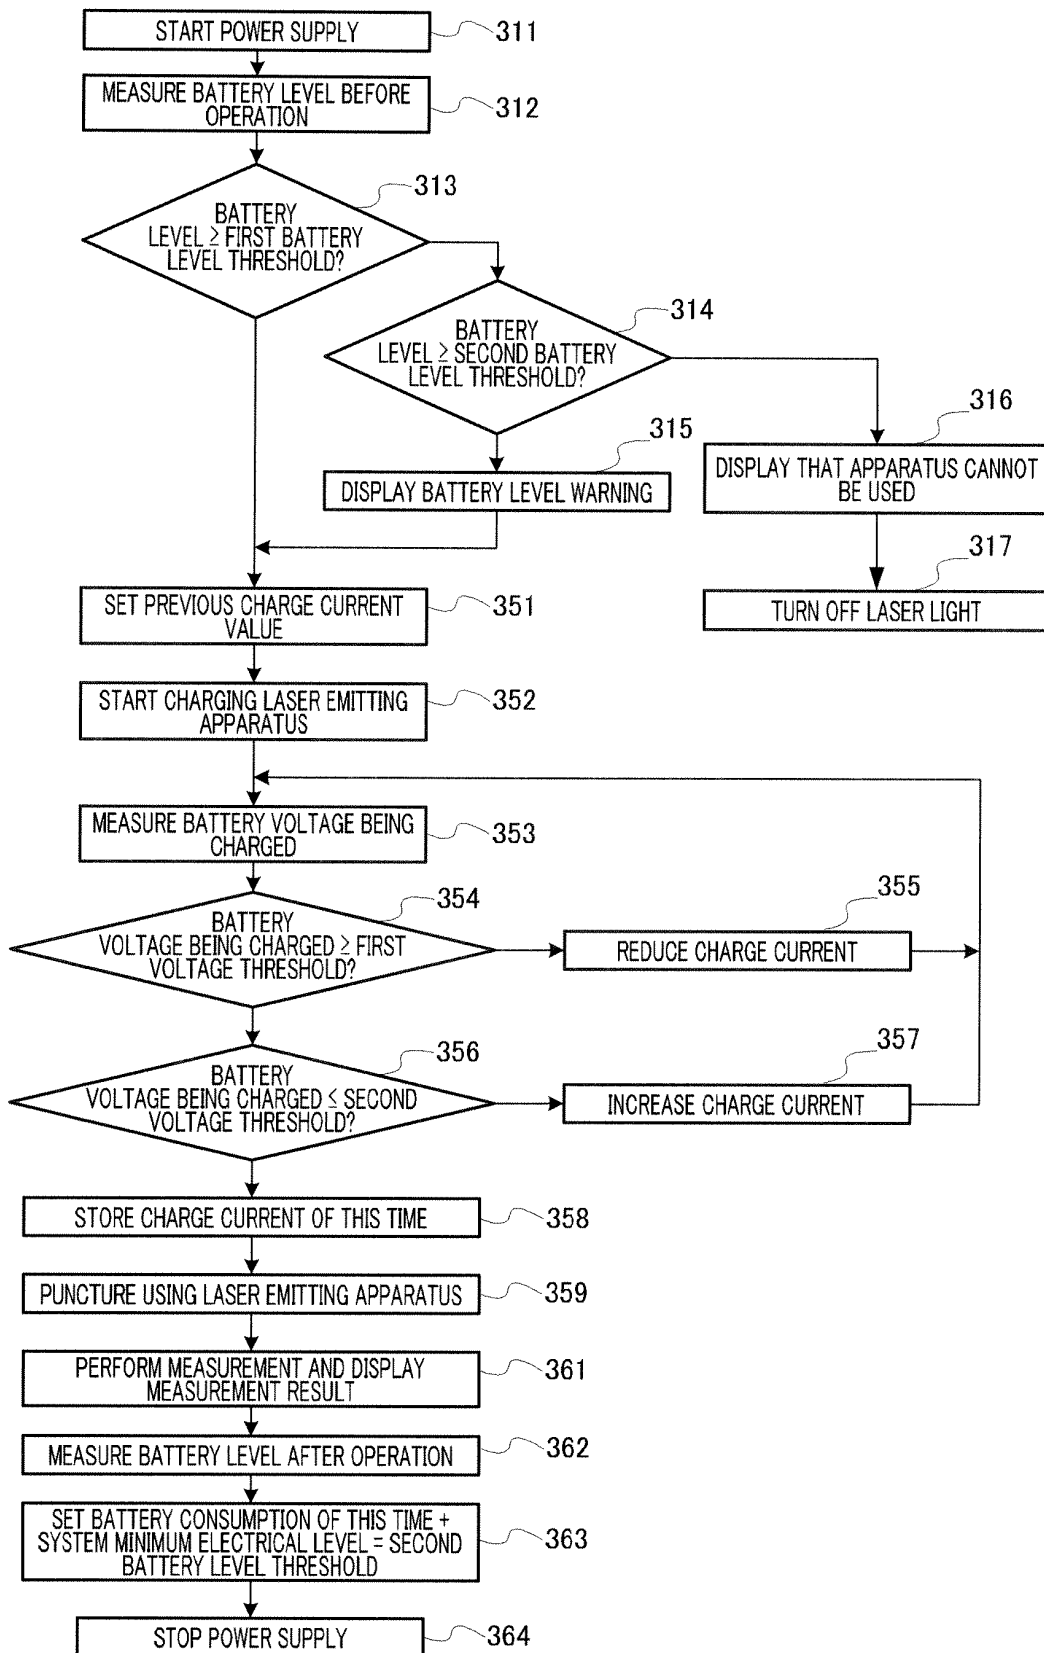 START POWER SUPPLY
311
MEASURE BATTERY LEVEL BEFORE
OPERATION
312
313
BATTERY
LEVEL ≥ FIRST BATTERY
LEVEL THRESHOLD?
314
BATTERY
LEVEL ≥ SECOND BATTERY
LEVEL THRESHOLD?
315
DISPLAY BATTERY LEVEL WARNING
316
DISPLAY THAT APPARATUS CANNOT
BE USED
317
TURN OFF LASER LIGHT
SET PREVIOUS CHARGE CURRENT
VALUE
351
START CHARGING LASER EMITTING
APPARATUS
352
MEASURE BATTERY VOLTAGE BEING
CHARGED
353
354
BATTERY
VOLTAGE BEING CHARGED ≥ FIRST
VOLTAGE THRESHOLD?
355
REDUCE CHARGE CURRENT
356
BATTERY
VOLTAGE BEING CHARGED ≤ SECOND
VOLTAGE THRESHOLD?
357
INCREASE CHARGE CURRENT
STORE CHARGE CURRENT OF THIS TIME
358
PUNCTURE USING LASER EMITTING APPARATUS
359
PERFORM MEASUREMENT AND DISPLAY
MEASUREMENT RESULT
361
MEASURE BATTERY LEVEL AFTER OPERATION
362
SET BATTERY CONSUMPTION OF THIS TIME +
SYSTEM MINIMUM ELECTRICAL LEVEL = SECOND
BATTERY LEVEL THRESHOLD
363
STOP POWER SUPPLY
364